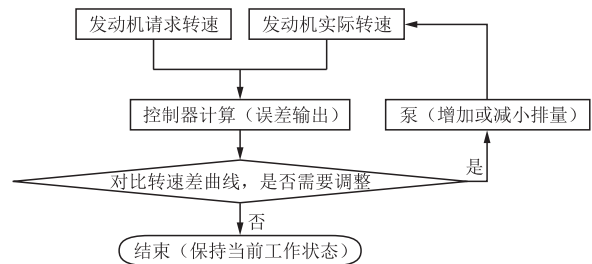 发动机请求转速
发动机实际转速
控制器计算（误差输出）
泵（增加或减小排量）
对比转速差曲线，是否需要调整
是
否
结束（保持当前工作状态）